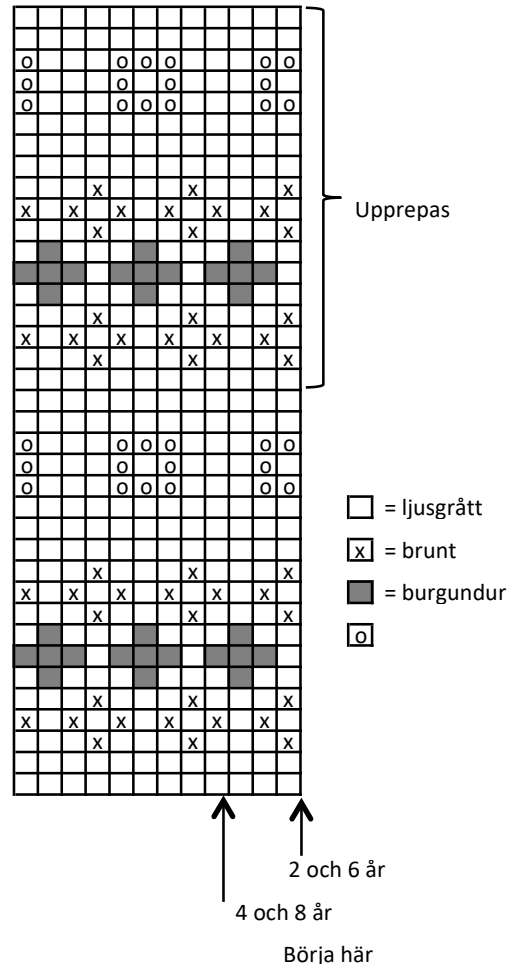 o o o o o o
o o o o o
o o o o o o
x x x
x x x x x x
x x x
Upprepas
x x x
x x x x x x
x x x
o o o o o o
o o o o
o o o o o o
= ljusgrått
x = brunt
= burgundur
o
x x x
x x x x x x
x x x
x x x
x x x x x x
x x x
2 och 6 år
4 och 8 år
Börja här